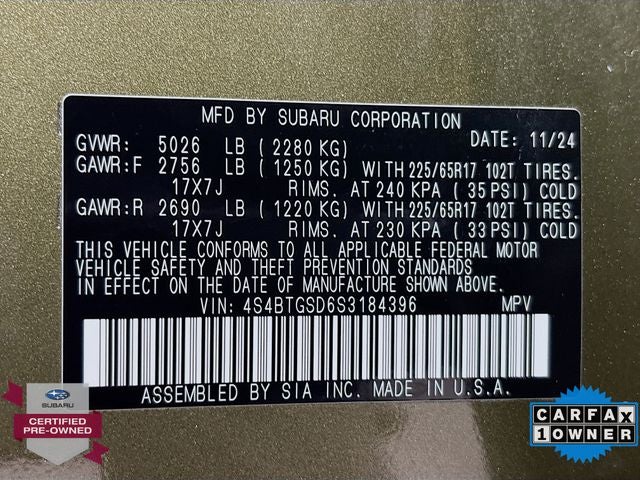 MFD BY SUBARU CORPORATION
GVWR: 5026 LB ( 2280 KG) DATE: 11/24
GAWR:F 2756 LB ( 1250 KG) WITH 225/65R17 102T TIRES.
17X7J RIMS. AT 240 KPA ( 35 PSI) COLD
GAWR:R 2690 LB ( 1220 KG) WITH 225/65R17 102T TIRES.
17X7J RIMS. AT 230 KPA ( 33 PSI) COLD
THIS VEHICLE CONFORMS TO ALL APPLICABLE FEDERAL MOTOR
VEHICLE SAFETY AND THEFT PREVENTION STANDARDS
IN EFFECT ON THE DATE OF MANUFACTURE SHOWN ABOVE.
VIN: 4S4BTGSD6S3184396 MPV
ASSEMBLED BY SIA INC. MADE IN U.S.A.
SUBARU
CERTIFIED
PRE-OWNED
CARFAX
1 OWNER